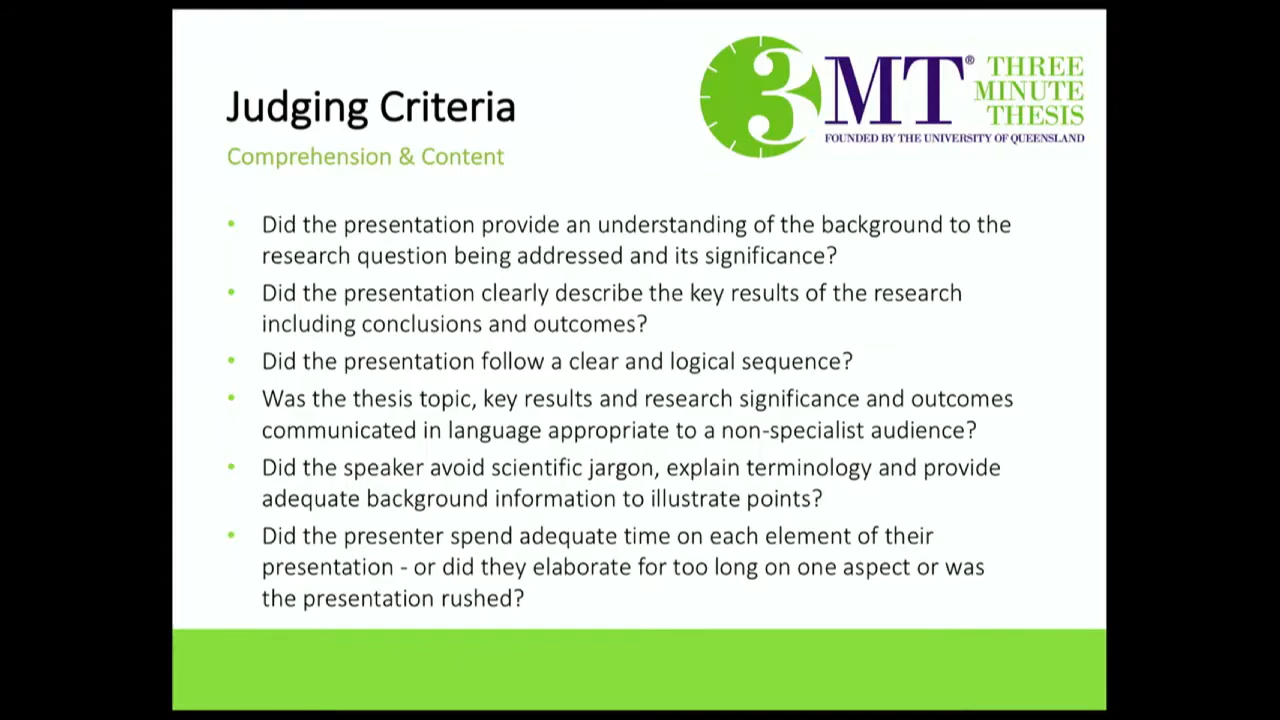 3MT® THREE
MINUTE
THESIS
FOUNDED BY THE UNIVERSITY OF QUEENSLAND
Judging Criteria
Comprehension & Content
• Did the presentation provide an understanding of the background to the
research question being addressed and its significance?
• Did the presentation clearly describe the key results of the research
including conclusions and outcomes?
• Did the presentation follow a clear and logical sequence?
• Was the thesis topic, key results and research significance and outcomes
communicated in language appropriate to a non-specialist audience?
• Did the speaker avoid scientific jargon, explain terminology and provide
adequate background information to illustrate points?
• Did the presenter spend adequate time on each element of their
presentation - or did they elaborate for too long on one aspect or was
the presentation rushed?